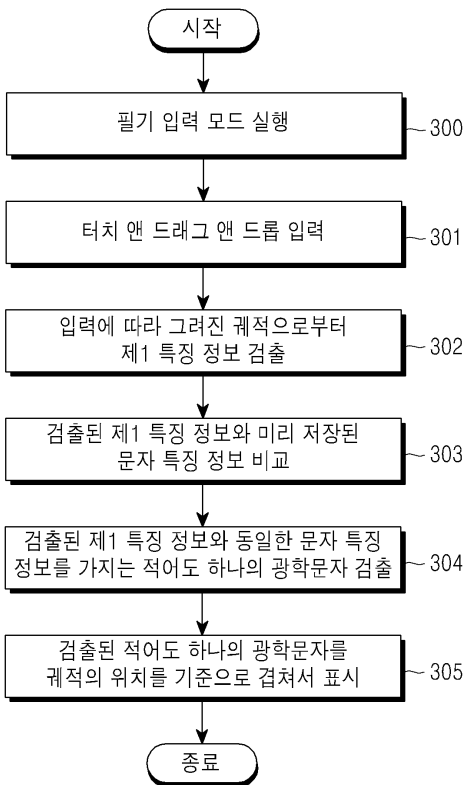 시작
필기 입력 모드 실행
300
터치 앤 드래그 앤 드롭 입력
301
입력에 따라 그려진 궤적으로부터
제1 특징 정보 검출
302
검출된 제1 특징 정보와 미리 저장된
문자 특징 정보 비교
303
검출된 제1 특징 정보와 동일한 문자 특징
정보를 가지는 적어도 하나의 광학문자 검출
304
검출된 적어도 하나의 광학문자를
궤적의 위치를 기준으로 겹쳐서 표시
305
종료